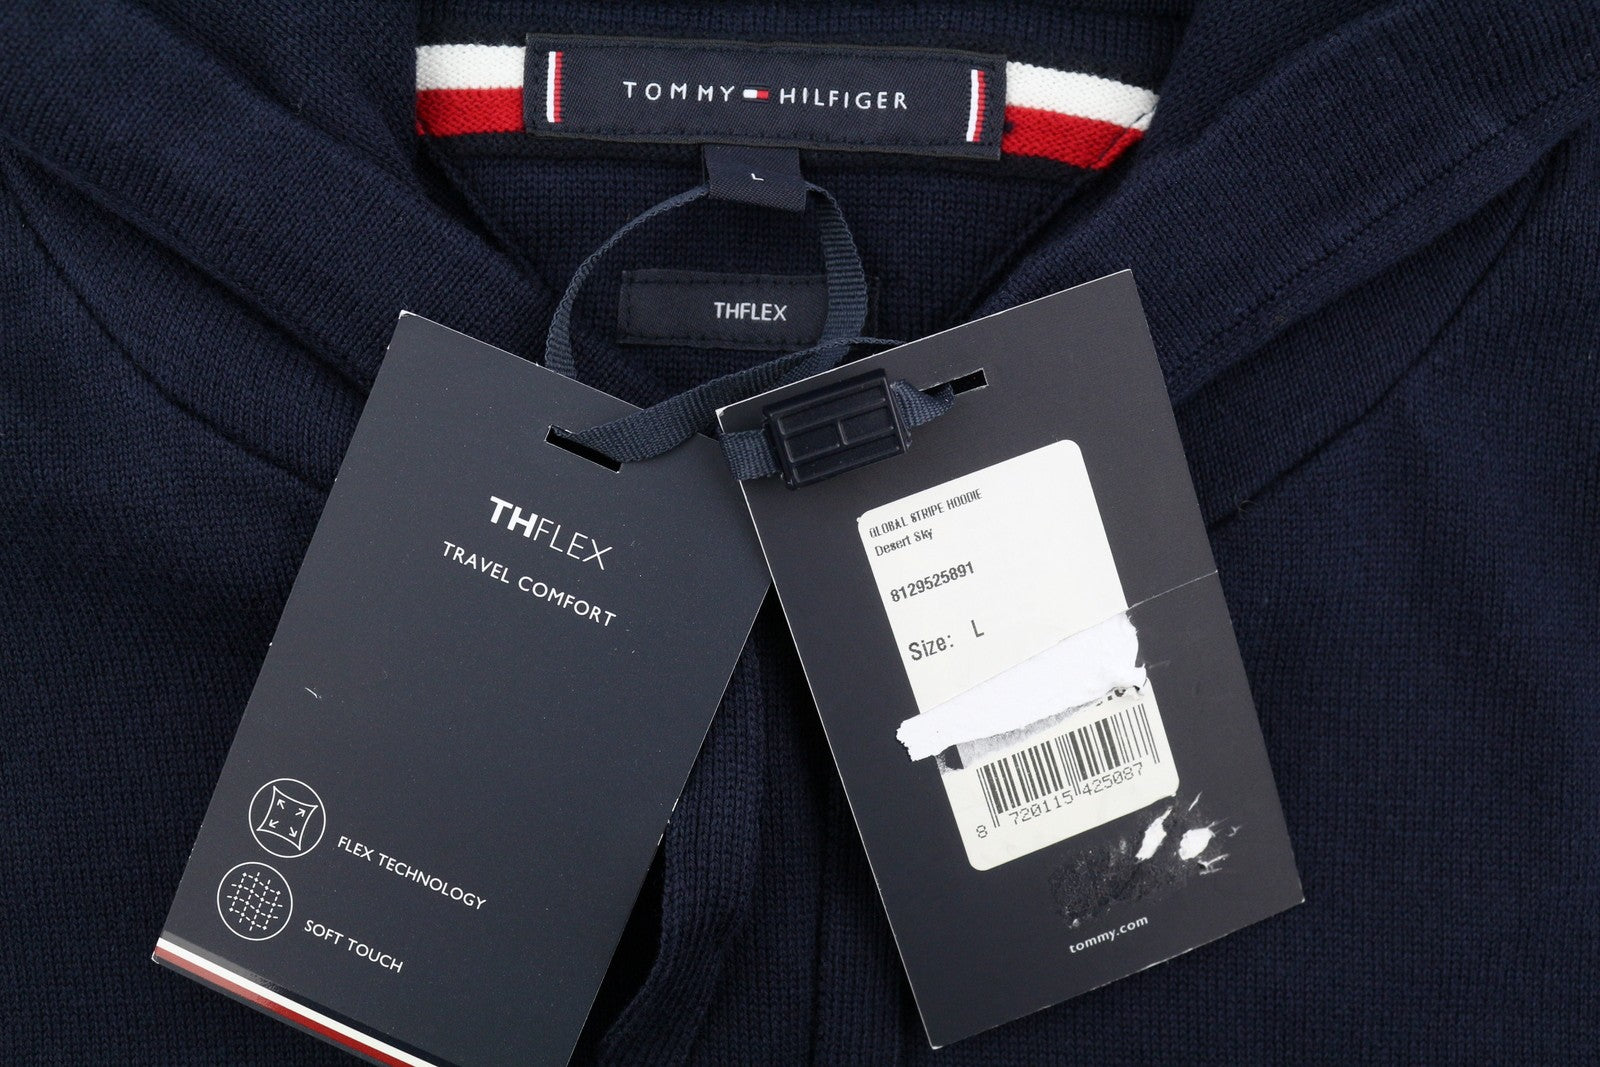 TOMMY HILFIGER
L
THFLEX
THFLEX
TRAVEL COMFORT
FLEX TECHNOLOGY
SOFT TOUCH
GLOBAL STRIPE HOODIE
Desert Sky
8129525891
Size: L
8 720115 425087
tommy.com